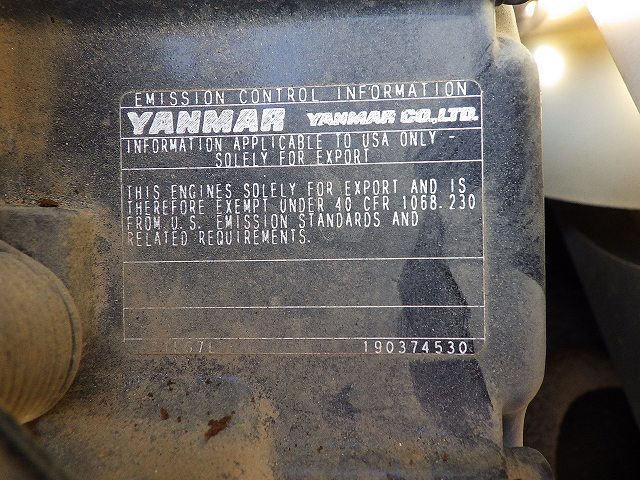 EMISSION CONTROL INFORMATION
YANMAR YANMAR CO.,LTD.
INFORMATION APPLICABLE TO USA ONLY -
SOLELY FOR EXPORT
THIS ENGINES SOLELY FOR EXPORT AND IS
THEREFORE EXEMPT UNDER 40 CFR 1068.230
FROM U.S. EMISSION STANDARDS AND
RELATED REQUIREMENTS.
190374530